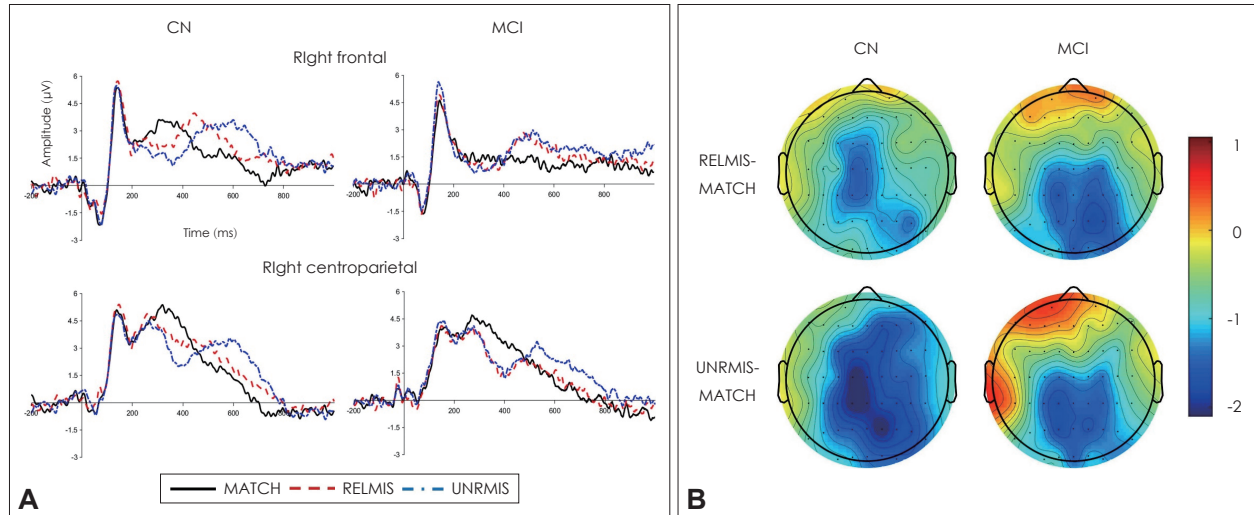 CN MCI
RIght frontal
Amplitude (µV)
6
4.5
3
1.5
-200 200 400 600 800
-1.5
-3
Time (ms)
6
4.5
3
1.5
-200 200 400 600 800
-1.5
-3
RIght centroparietal
6
4.5
3
1.5
-200 200 400 600 800
-1.5
-3
6
4.5
3
1.5
-200 200 400 600 800
-1.5
-3
MATCH RELMIS UNRMIS
A
CN MCI
RELMIS-
MATCH
UNRMIS-
MATCH
1
0
-1
-2
B